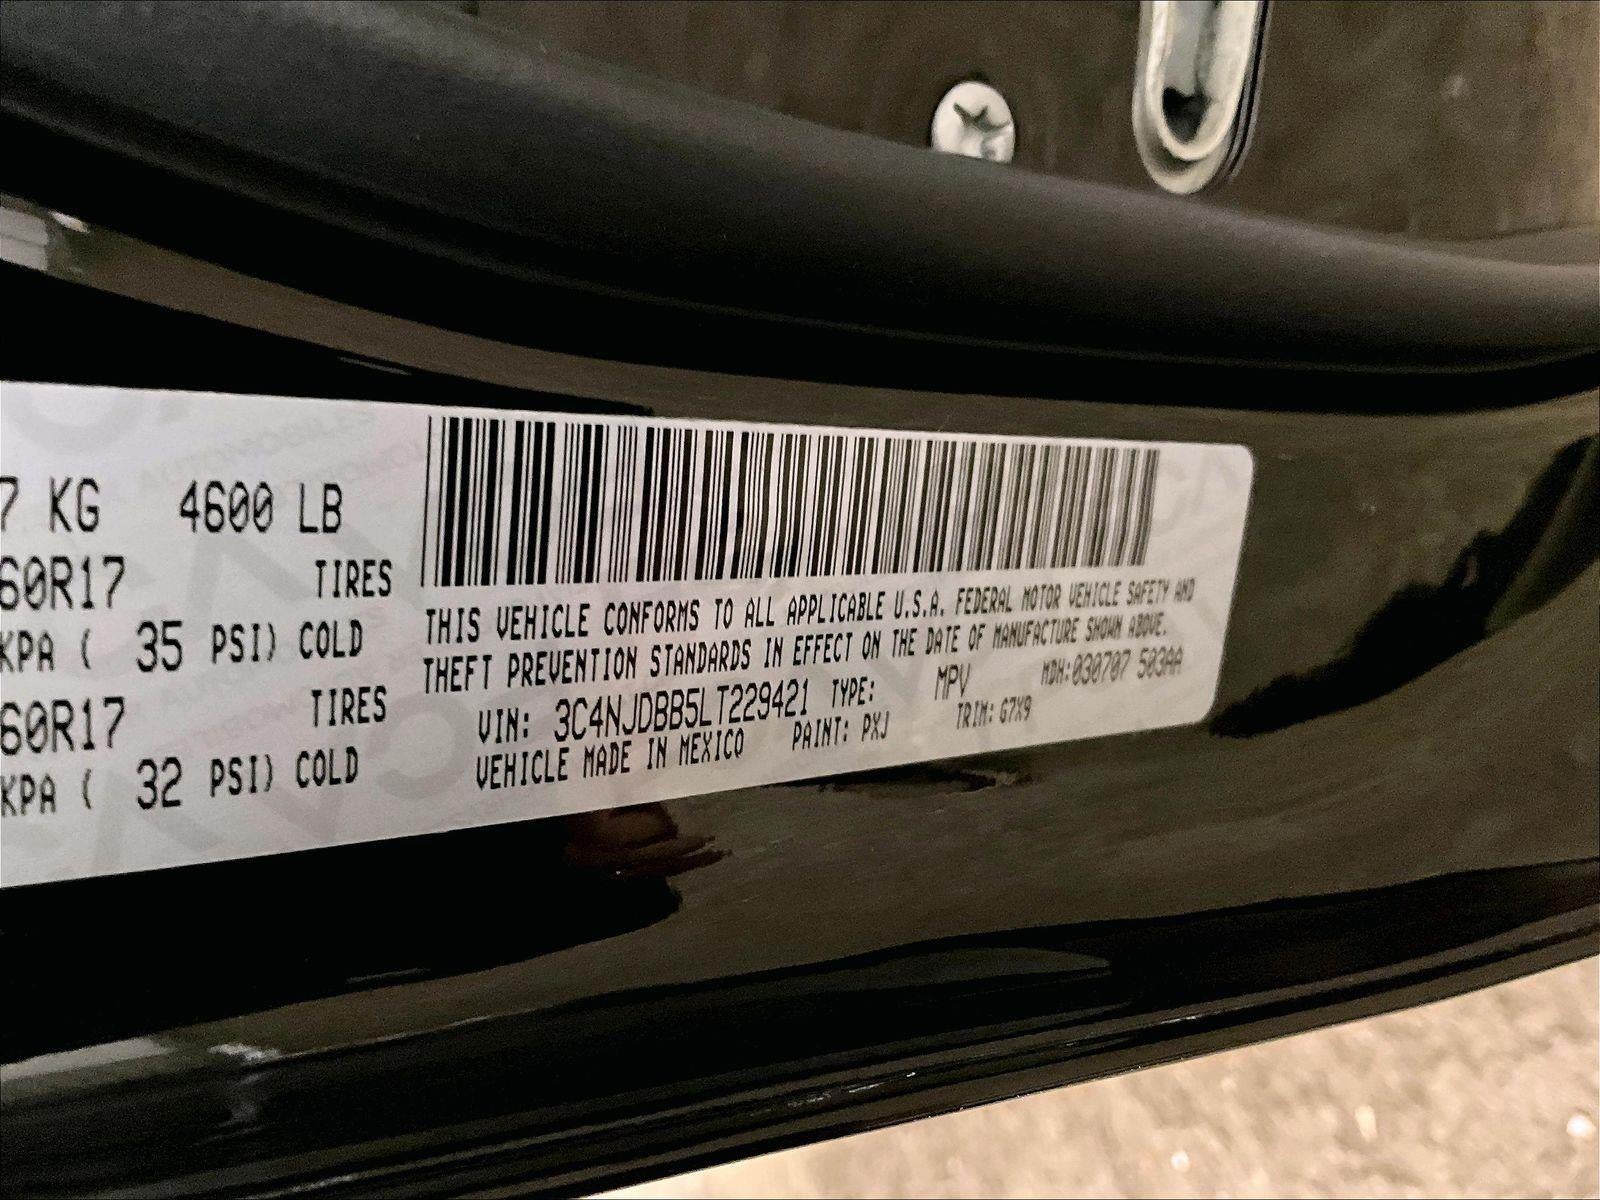 7 KG 4600 LB
60R17 TIRES
KPA ( 35 PSI) COLD
60R17 TIRES
KPA ( 32 PSI) COLD
THIS VEHICLE CONFORMS TO ALL APPLICABLE U.S.A. FEDERAL MOTOR VEHICLE SAFETY AND
THEFT PREVENTION STANDARDS IN EFFECT ON THE DATE OF MANUFACTURE SHOWN ABOVE.
VIN: 3C4NJDBB5LT229421 TYPE: MPV MDH:030707 503AA
VEHICLE MADE IN MEXICO PAINT: PXJ TRIM: G7X9